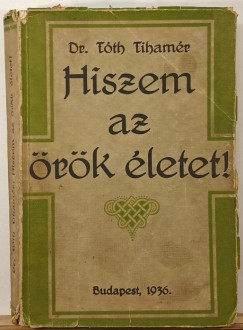 Dr. Tóth Tihamér
Hiszem
az
örök életet!
Budapest, 1936.